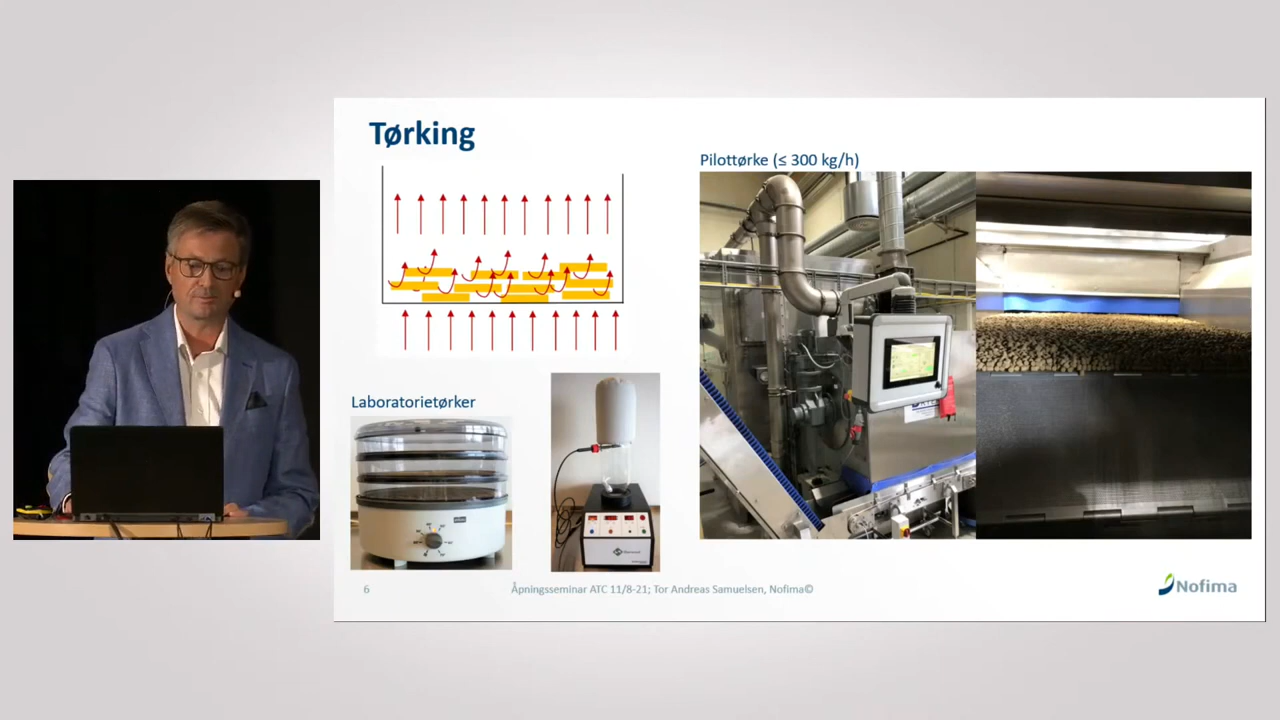 Tørking
Pilottørke (≤ 300 kg/h)
Laboratorietørker
6
Åpningsseminar ATC 11/8-21; Tor Andreas Samuelsen, Nofima©
Nofima